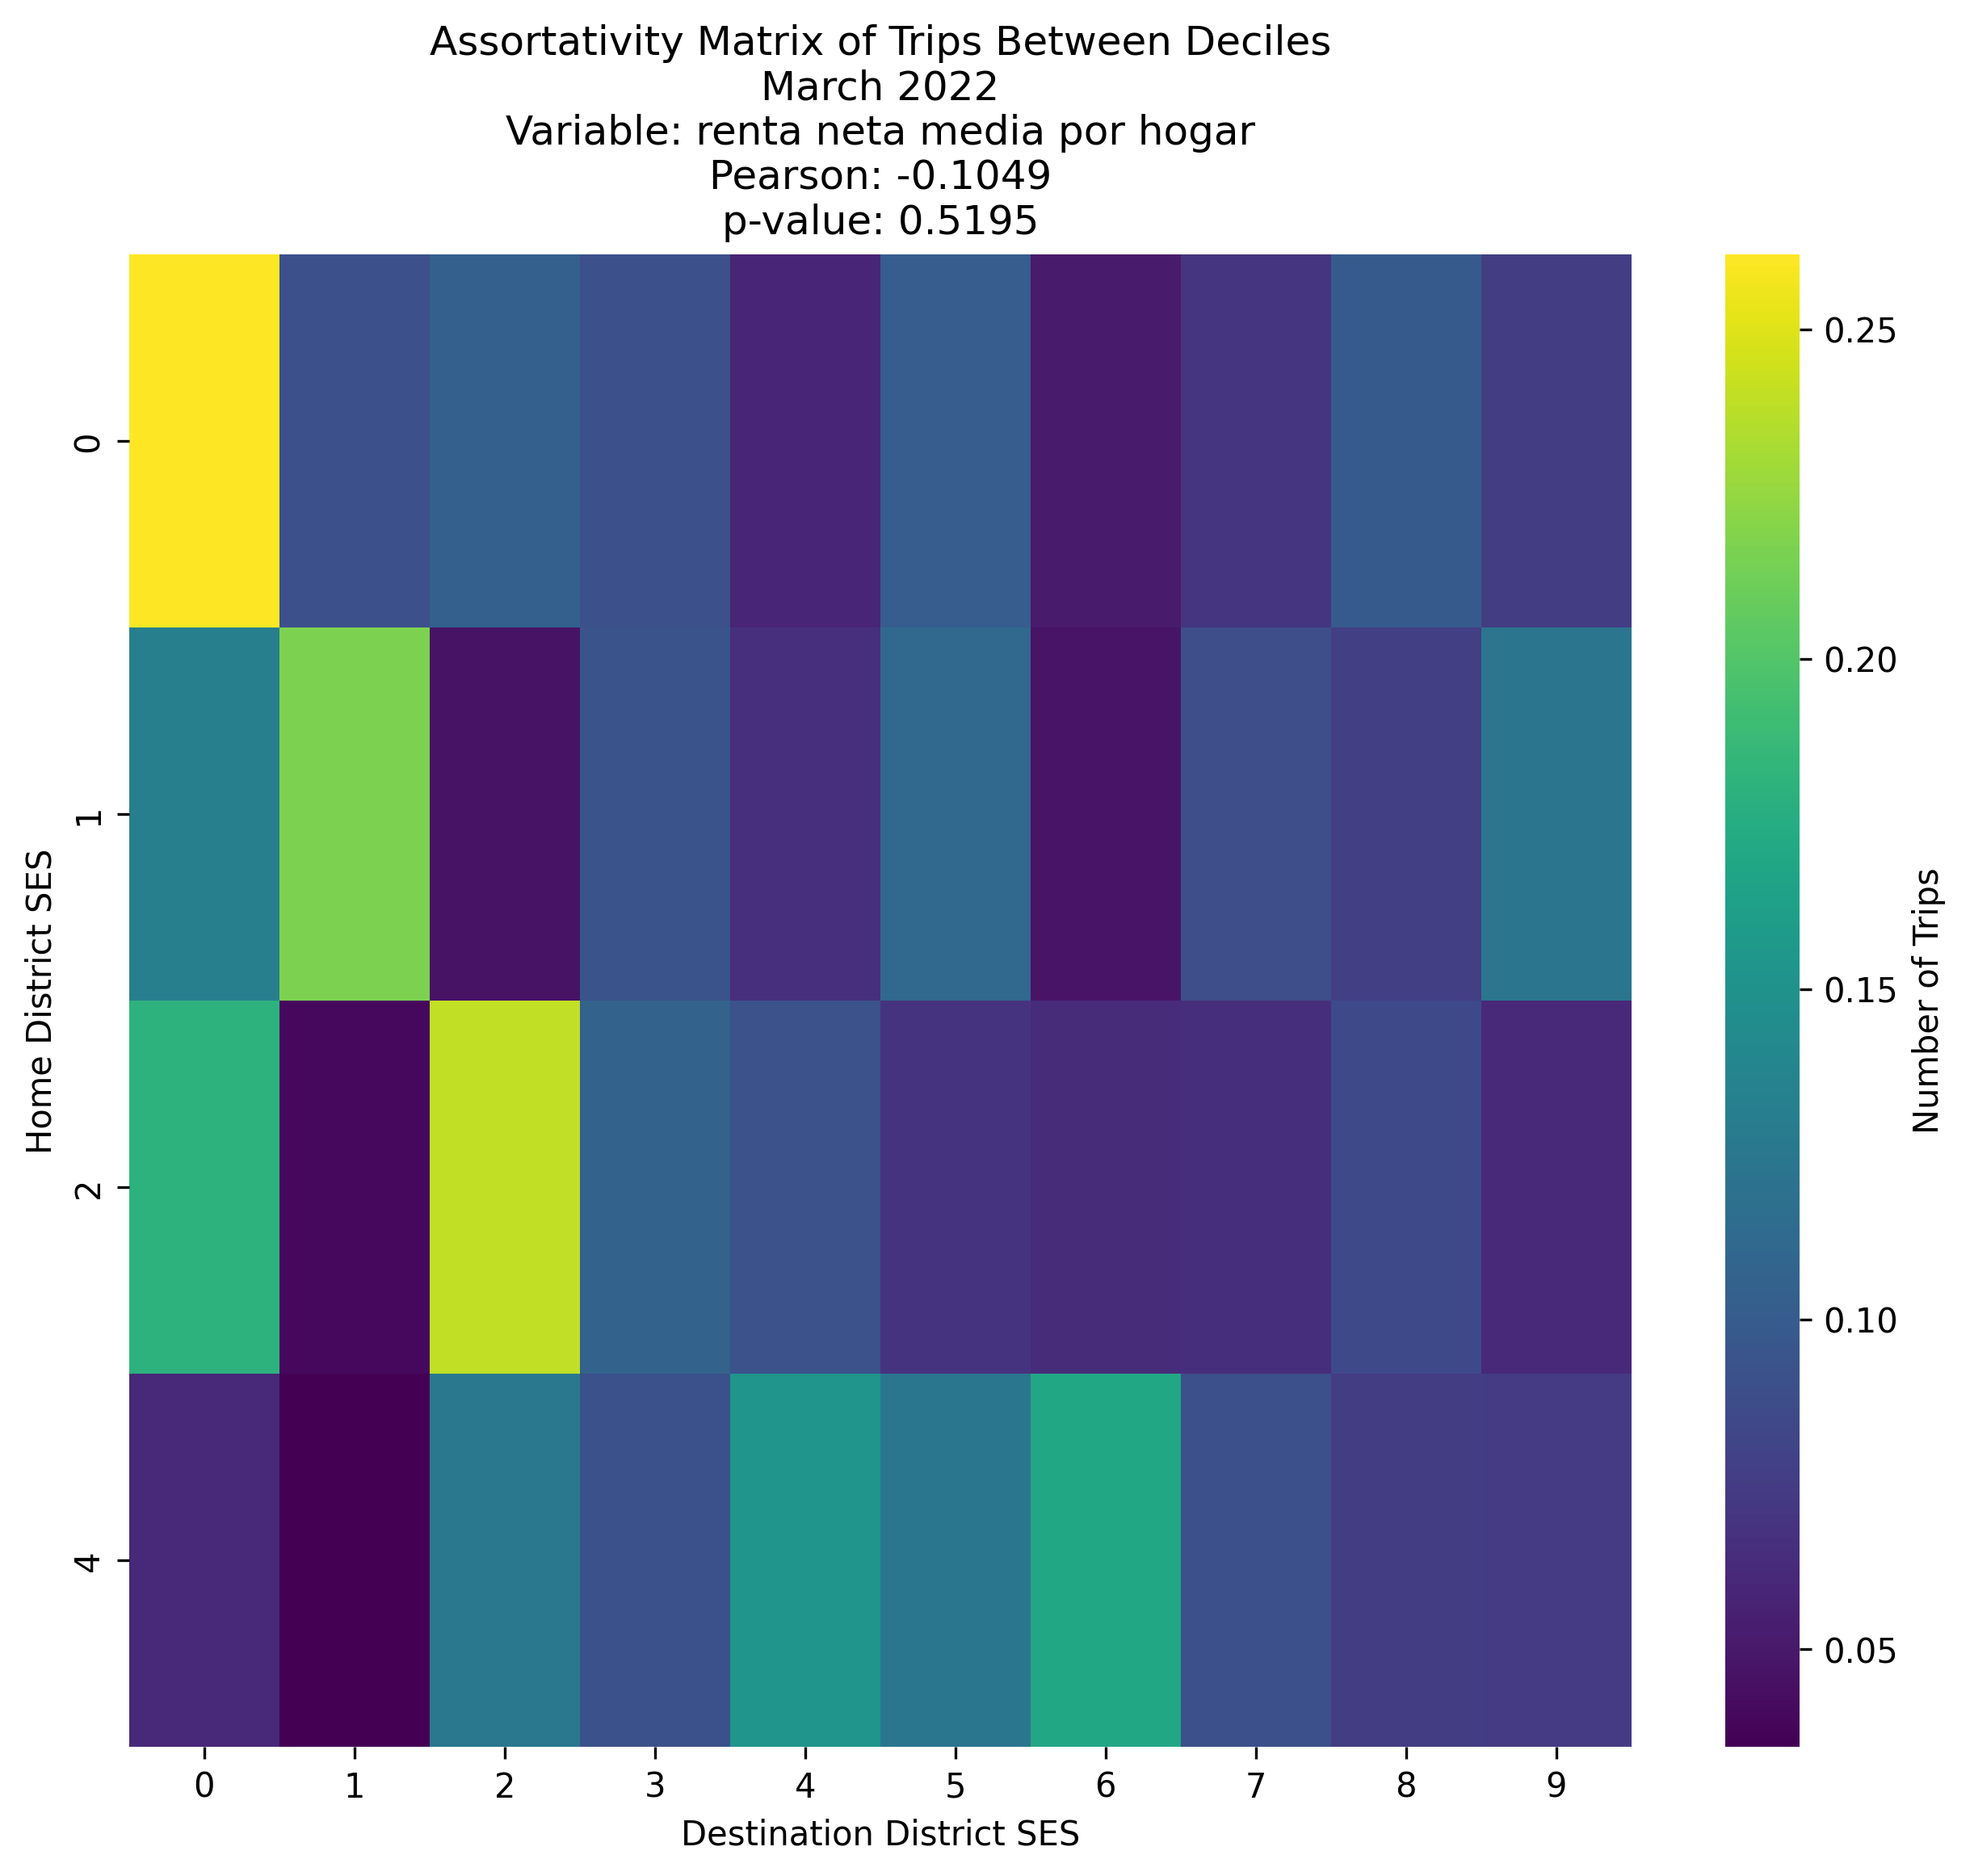 Assortativity Matrix of Trips Between Deciles
March 2022
Variable: renta neta media por hogar
Pearson: -0.1049
p-value: 0.5195
Home District SES
0
1
2
4
0 1 2 3 4 5 6 7 8 9
Destination District SES
0.25
0.20
0.15
0.10
0.05
Number of Trips